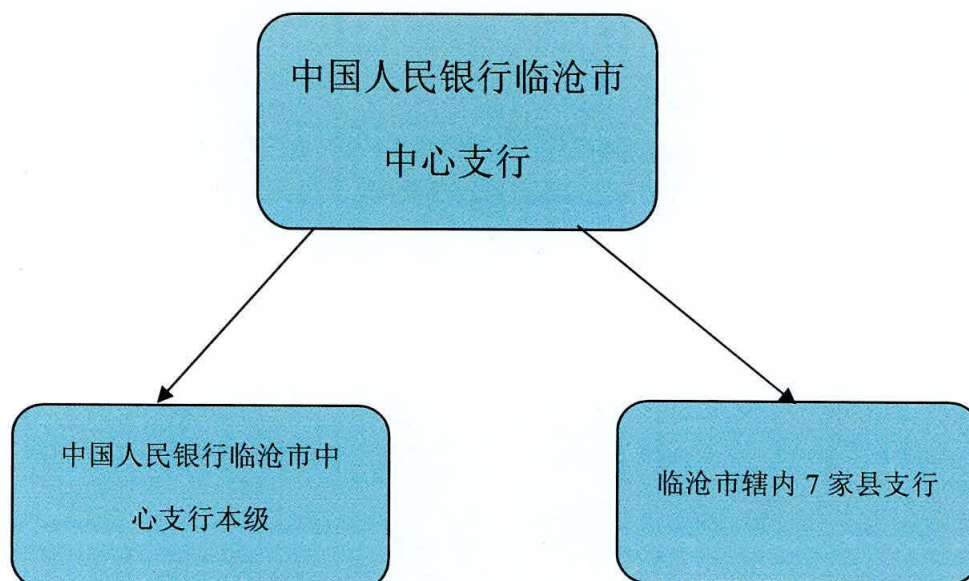 中国人民银行临沧市
中心支行
中国人民银行临沧市中
心支行本级
临沧市辖内 7 家县支行